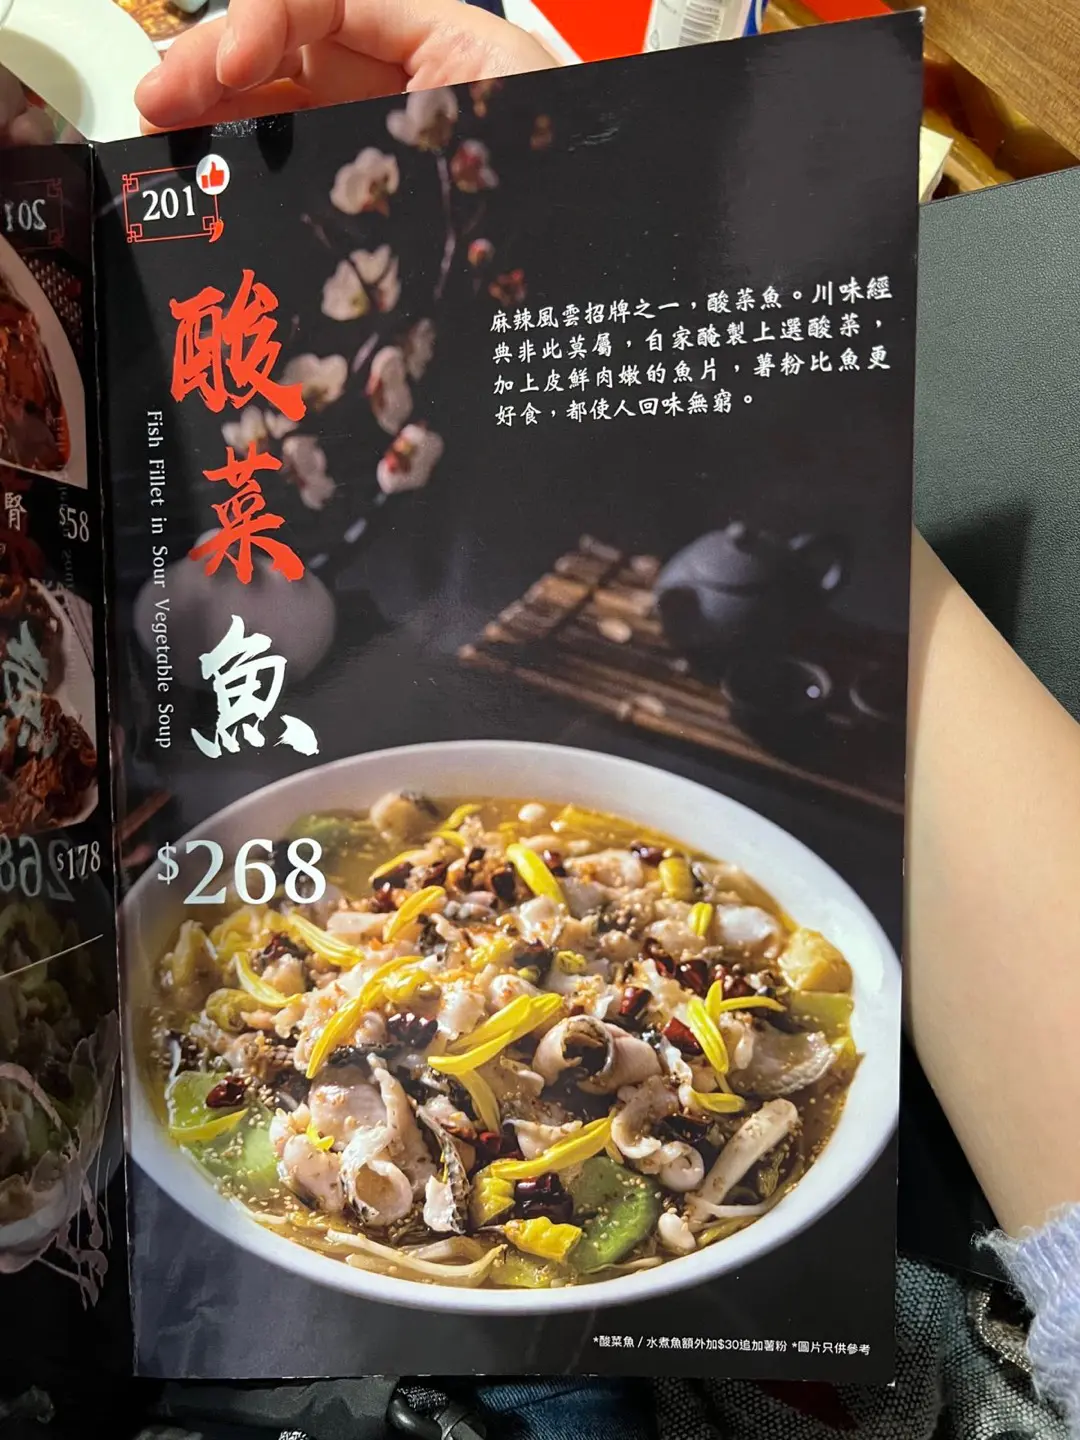 201
酸菜魚
Fish Fillet in Sour Vegetable Soup
麻辣風雲招牌之一，酸菜魚。川味經
典非此莫屬，自家醃製上選酸菜，
加上皮鮮肉嫩的魚片，薯粉比魚更
好食，都使人回味無窮。
$268
*酸菜魚 / 水煮魚額外加$30追加薯粉 *圖片只供參考
腎
$58
$178